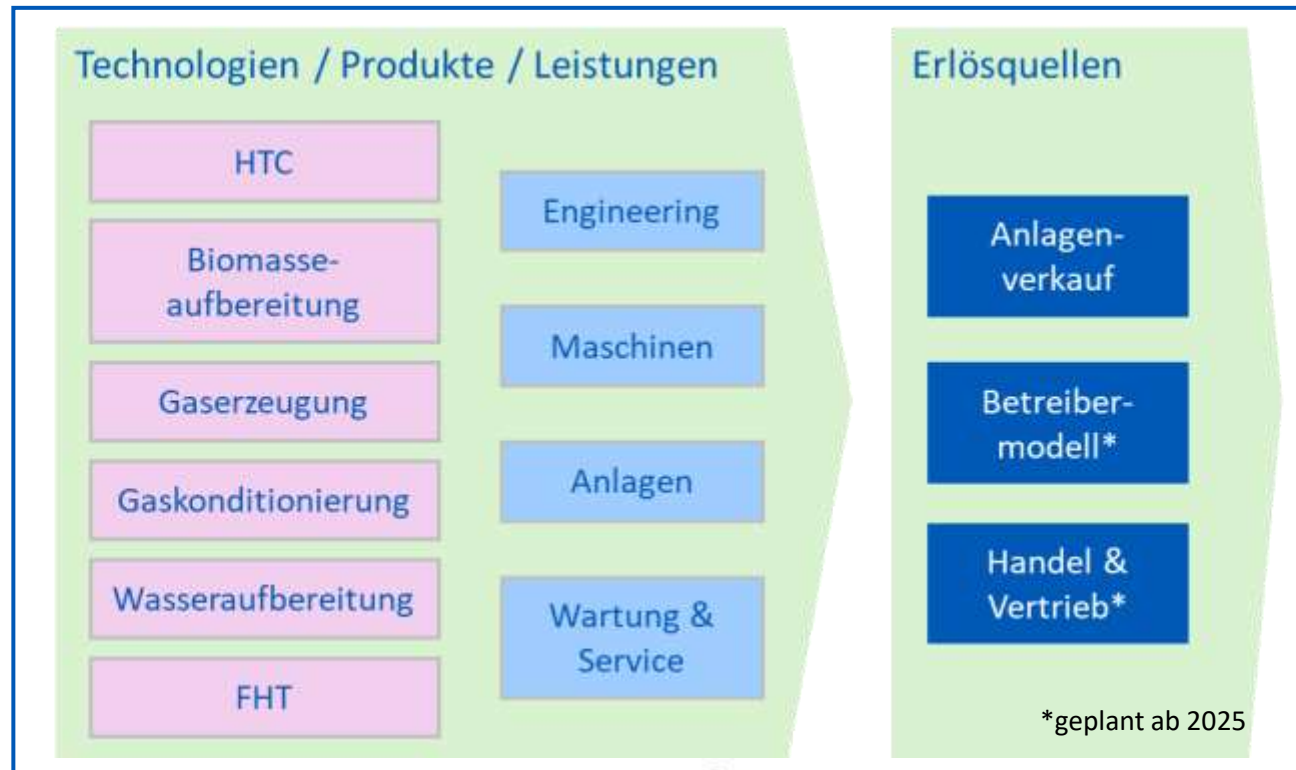 Technologien / Produkte / Leistungen
HTC
Biomasse-
aufbereitung
Gaserzeugung
Gaskonditionierung
Wasseraufbereitung
FHT
Engineering
Maschinen
Anlagen
Wartung &
Service
Erlösquellen
Anlagen-
verkauf
Betreiber-
modell*
Handel &
Vertrieb*
*geplant ab 2025